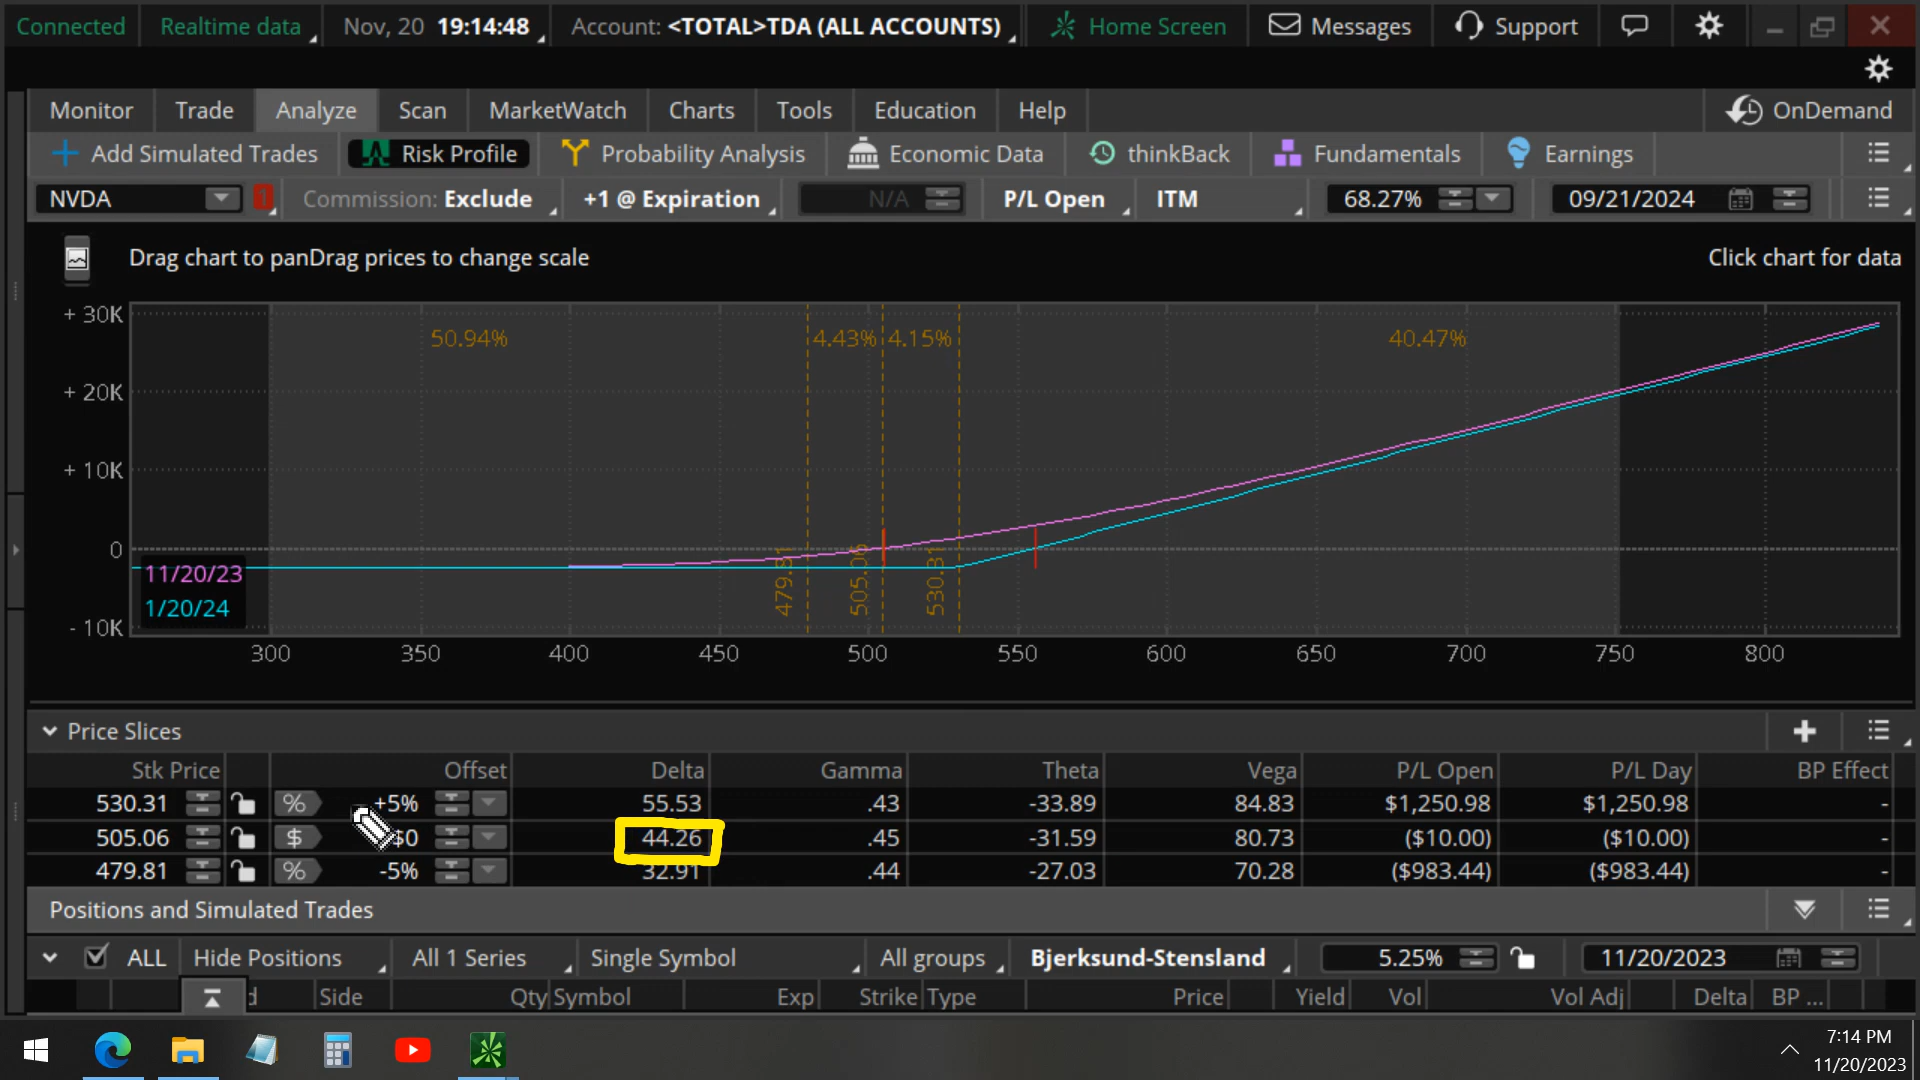 Connected Realtime data Nov, 20 19:14:48 Account: <TOTAL>TDA (ALL ACCOUNTS) Home Screen Messages Support
Monitor Trade Analyze Scan MarketWatch Charts Tools Education Help OnDemand
Add Simulated Trades Risk Profile Probability Analysis Economic Data thinkBack Fundamentals Earnings
NVDA 1 Commission: Exclude +1 @ Expiration N/A P/L Open ITM 68.27% 09/21/2024
Drag chart to panDrag prices to change scale Click chart for data
+ 30K
50.94% 4.43% 4.15% 40.47%
+ 20K
+ 10K
0
479.81 505.06 530.31
11/20/23
1/20/24
- 10K
300 350 400 450 500 550 600 650 700 750 800
Price Slices
Stk Price Offset Delta Gamma Theta Vega P/L Open P/L Day BP Effect
530.31 % +5% 55.53 .43 -33.89 84.83 $1,250.98 $1,250.98 -
505.06 $ $0 44.26 .45 -31.59 80.73 ($10.00) ($10.00) -
479.81 % -5% 32.91 .44 -27.03 70.28 ($983.44) ($983.44) -
Positions and Simulated Trades
ALL Hide Positions All 1 Series Single Symbol All groups Bjerksund-Stensland 5.25% 11/20/2023
Side Qty Symbol Exp Strike Type Price Yield Vol Vol Adj Delta BP ...
7:14 PM
11/20/2023